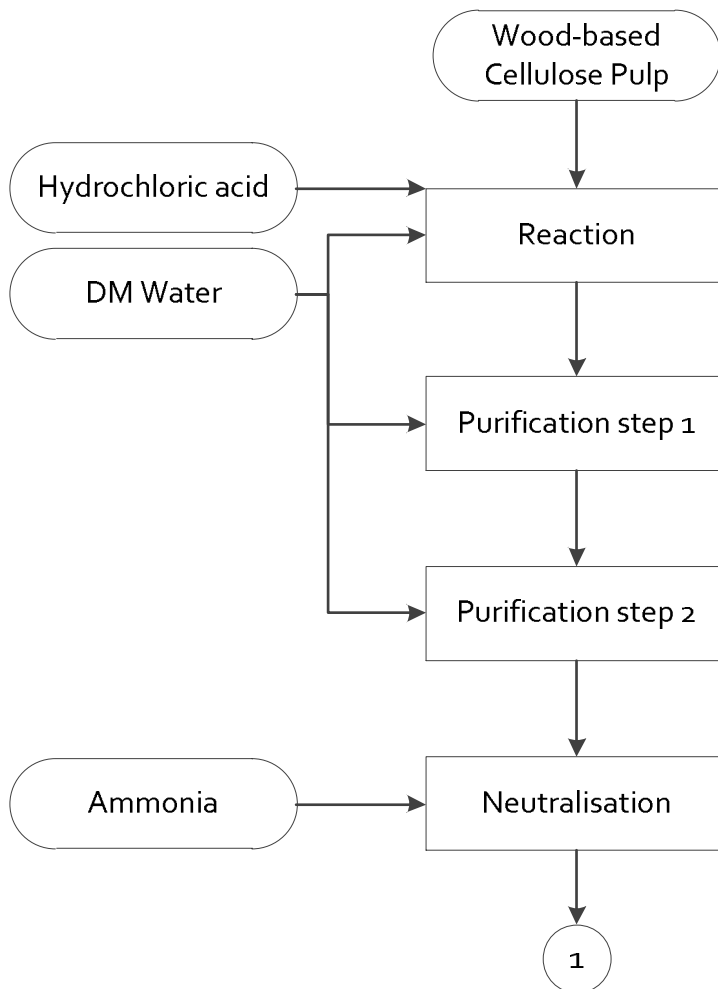 Wood-based
Cellulose Pulp
Hydrochloric acid
Reaction
DM Water
Purification step 1
Purification step 2
Ammonia
Neutralisation
1